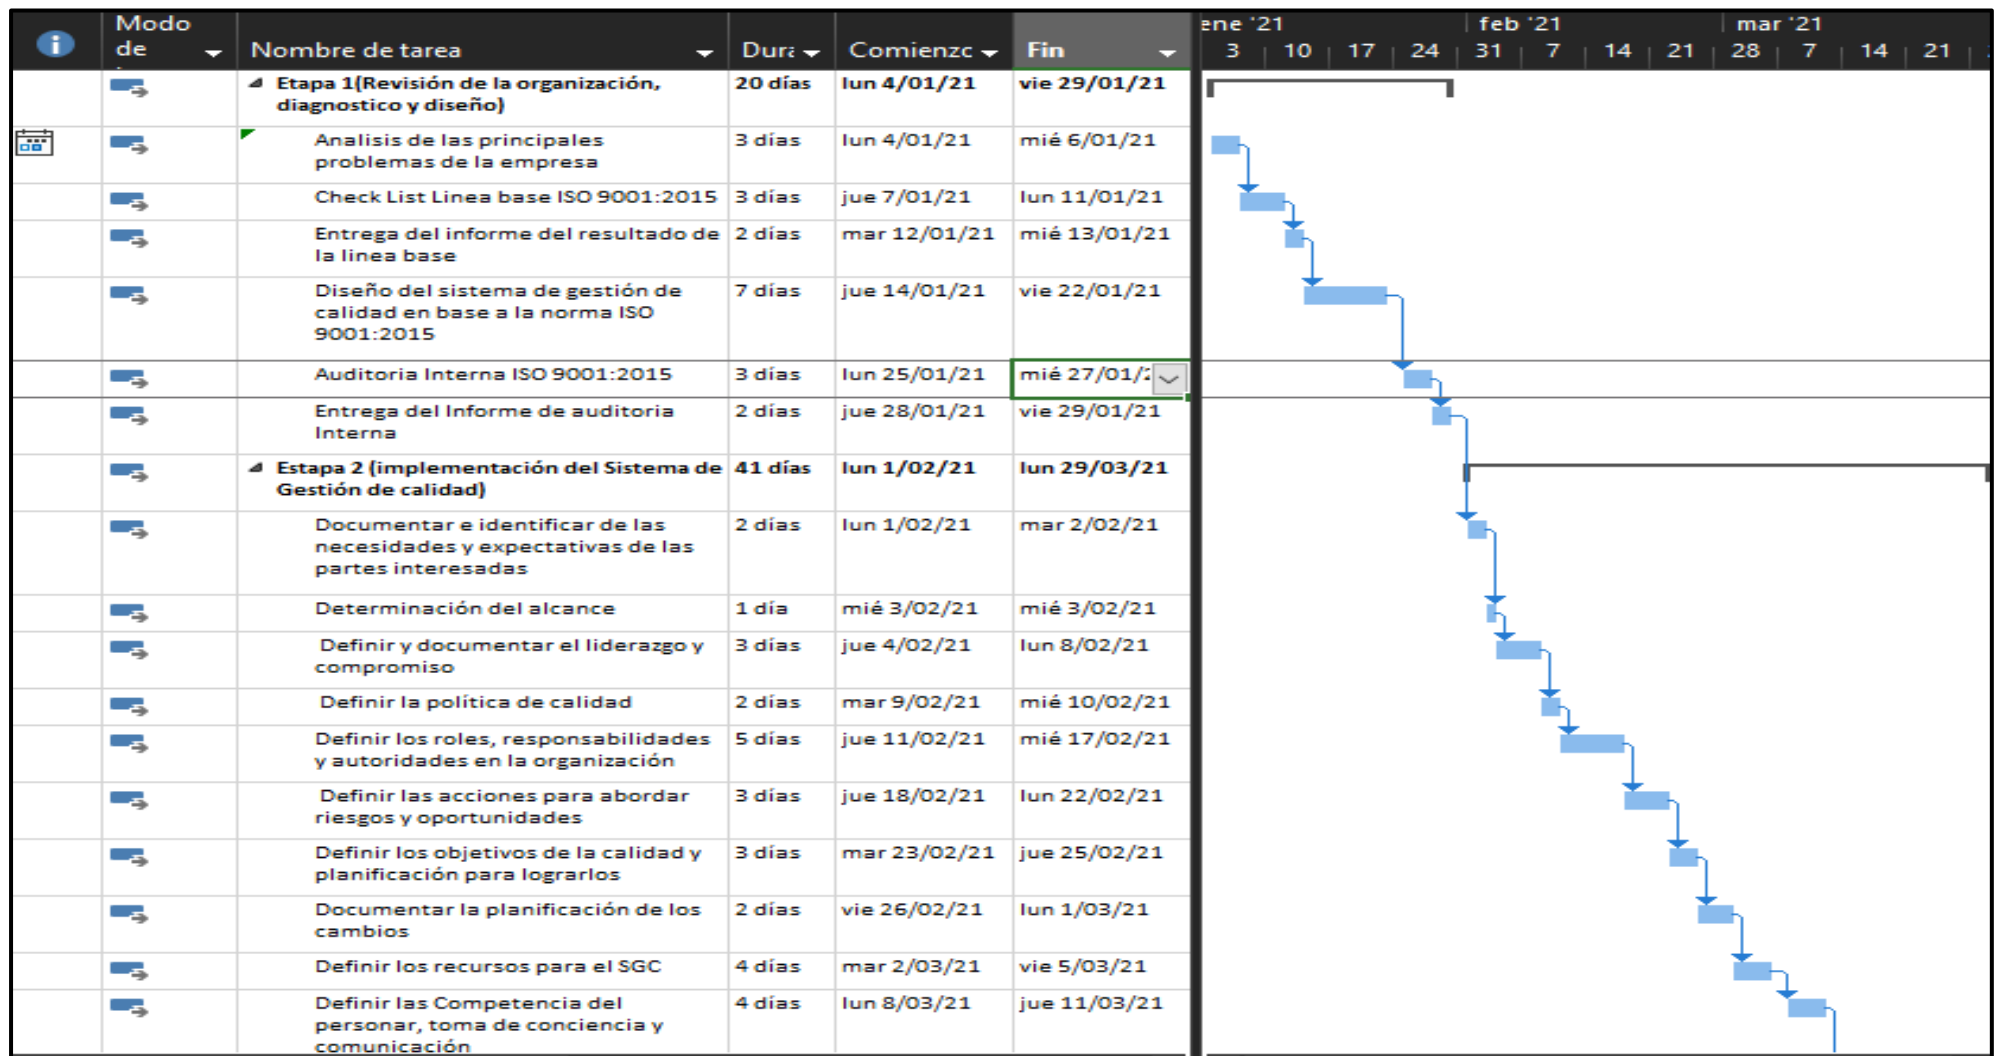 Modo
de
Nombre de tarea
Dura
Comienzo
Fin
ene '21
feb '21
mar '21
3 10 17 24 31 7 14 21 28 7 14 21
Etapa 1(Revisión de la organización,
diagnostico y diseño)
20 días
lun 4/01/21
vie 29/01/21
Analisis de las principales
problemas de la empresa
3 días
lun 4/01/21
mié 6/01/21
Check List Linea base ISO 9001:2015
3 días
jue 7/01/21
lun 11/01/21
Entrega del informe del resultado de
la linea base
2 días
mar 12/01/21
mié 13/01/21
Diseño del sistema de gestión de
calidad en base a la norma ISO
9001:2015
7 días
jue 14/01/21
vie 22/01/21
Auditoria Interna ISO 9001:2015
3 días
lun 25/01/21
mié 27/01/2
Entrega del Informe de auditoria
Interna
2 días
jue 28/01/21
vie 29/01/21
Estapa 2 (implementación del Sistema de
Gestión de calidad)
41 días
lun 1/02/21
lun 29/03/21
Documentar e identificar de las
necesidades y expectativas de las
partes interesadas
2 días
lun 1/02/21
mar 2/02/21
Determinación del alcance
1 día
mié 3/02/21
mié 3/02/21
Definir y documentar el liderazgo y
compromiso
3 días
jue 4/02/21
lun 8/02/21
Definir la política de calidad
2 días
mar 9/02/21
mié 10/02/21
Definir los roles, responsabilidades
y autoridades en la organización
5 días
jue 11/02/21
mié 17/02/21
Definir las acciones para abordar
riesgos y oportunidades
3 días
jue 18/02/21
lun 22/02/21
Definir los objetivos de la calidad y
planificación para lograrlos
3 días
mar 23/02/21
jue 25/02/21
Documentar la planificación de los
cambios
2 días
vie 26/02/21
lun 1/03/21
Definir los recursos para el SGC
4 días
mar 2/03/21
vie 5/03/21
Definir las Competencia del
personar, toma de conciencia y
comunicación
4 días
lun 8/03/21
jue 11/03/21